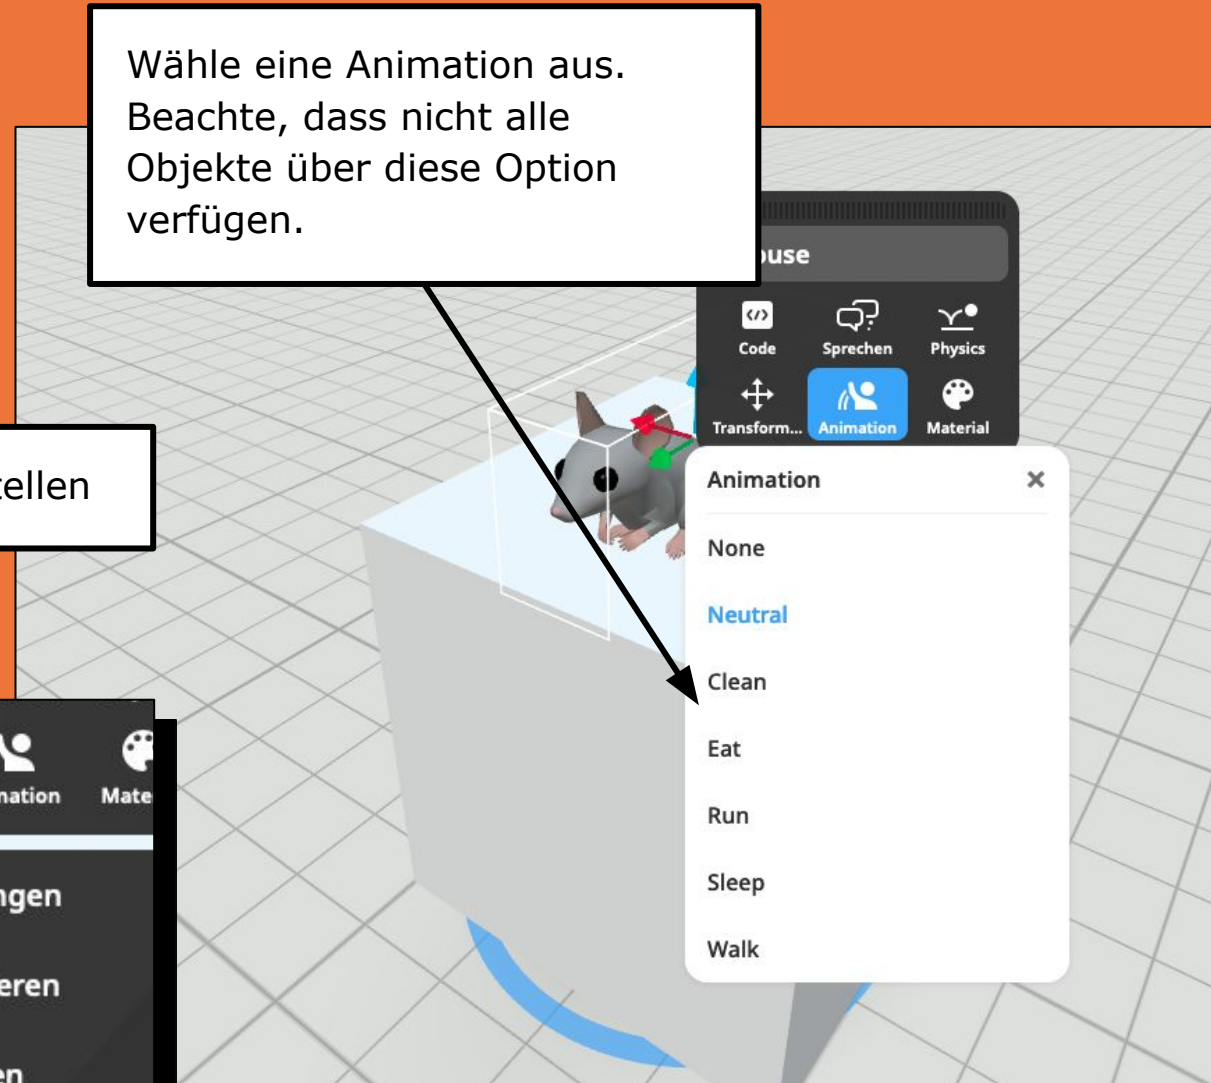 Wähle eine Animation aus.
Beachte, dass nicht alle
Objekte über diese Option
verfügen.
Code
Sprechen
Physics
Transform...
Animation
Material
Animation
None
Neutral
Clean
Eat
Run
Sleep
Walk